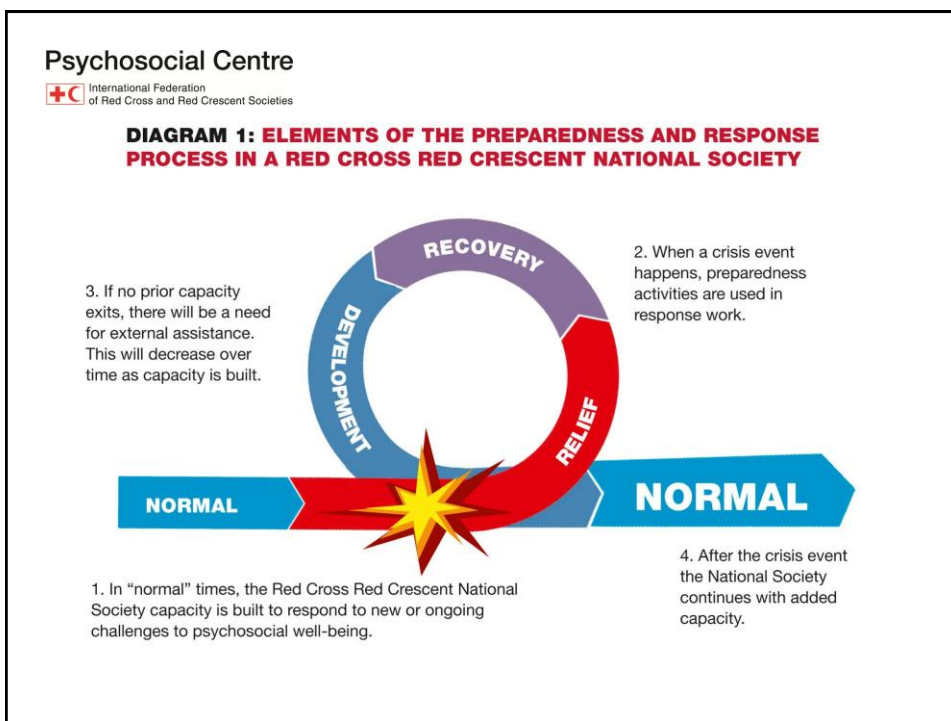 Psychosocial Centre
International Federation
of Red Cross and Red Crescent Societies
DIAGRAM 1: ELEMENTS OF THE PREPAREDNESS AND RESPONSE
PROCESS IN A RED CROSS RED CRESCENT NATIONAL SOCIETY
RECOVERY
2. When a crisis event
happens, preparedness
activities are used in
response work.
3. If no prior capacity
exits, there will be a need
for external assistance.
This will decrease over
time as capacity is built.
DEVELOPMENT
RELIEF
NORMAL
NORMAL
1. In “normal” times, the Red Cross Red Crescent National
Society capacity is built to respond to new or ongoing
challenges to psychosocial well-being.
4. After the crisis event
the National Society
continues with added
capacity.